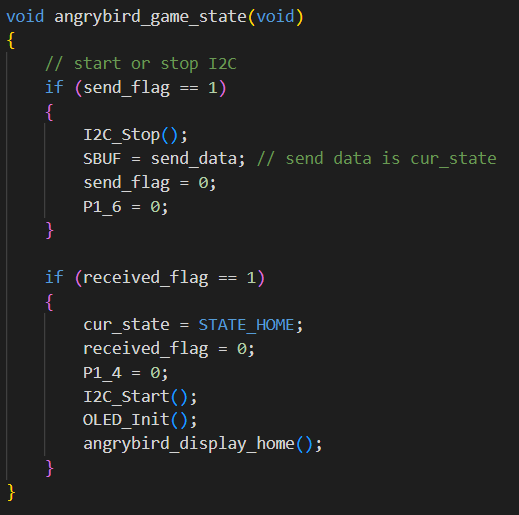 void angrybird_game_state(void)
{
    // start or stop I2C
    if (send_flag == 1)
    {
        I2C_Stop();
        SBUF = send_data; // send data is cur_state
        send_flag = 0;
        P1_6 = 0;
    }

    if (received_flag == 1)
    {
        cur_state = STATE_HOME;
        received_flag = 0;
        P1_4 = 0;
        I2C_Start();
        OLED_Init();
        angrybird_display_home();
    }
}